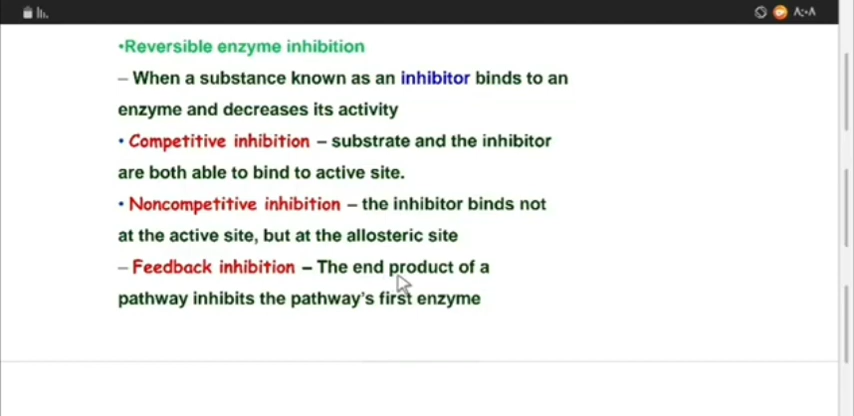 •Reversible enzyme inhibition
– When a substance known as an inhibitor binds to an
enzyme and decreases its activity
• Competitive inhibition – substrate and the inhibitor
are both able to bind to active site.
• Noncompetitive inhibition – the inhibitor binds not
at the active site, but at the allosteric site
– Feedback inhibition – The end product of a
pathway inhibits the pathway's first enzyme